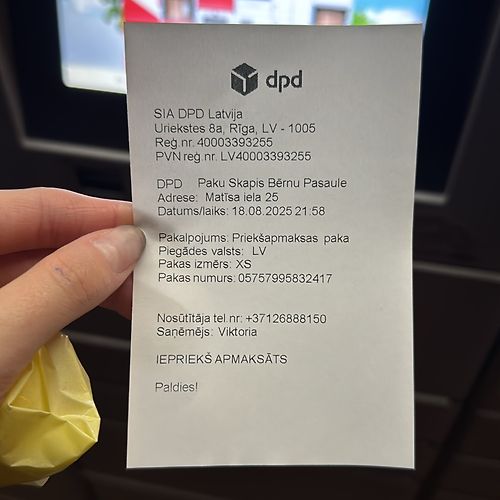 dpd
SIA DPD Latvija
Uriekstes 8a, Rīga, LV - 1005
Reģ.nr. 40003393255
PVN reģ.nr. LV40003393255
DPD Paku Skapis Bērnu Pasaule
Adrese: Matīsa iela 25
Datums/laiks: 18.08.2025 21:58
Pakalpojums: Priekšapmaksas paka
Piegādes valsts: LV
Pakas izmērs: XS
Pakas numurs: 05757995832417
Nosūtītāja tel.nr: +37126888150
Saņēmējs: Viktoria
IEPRIEKŠ APMAKSĀTS
Paldies!